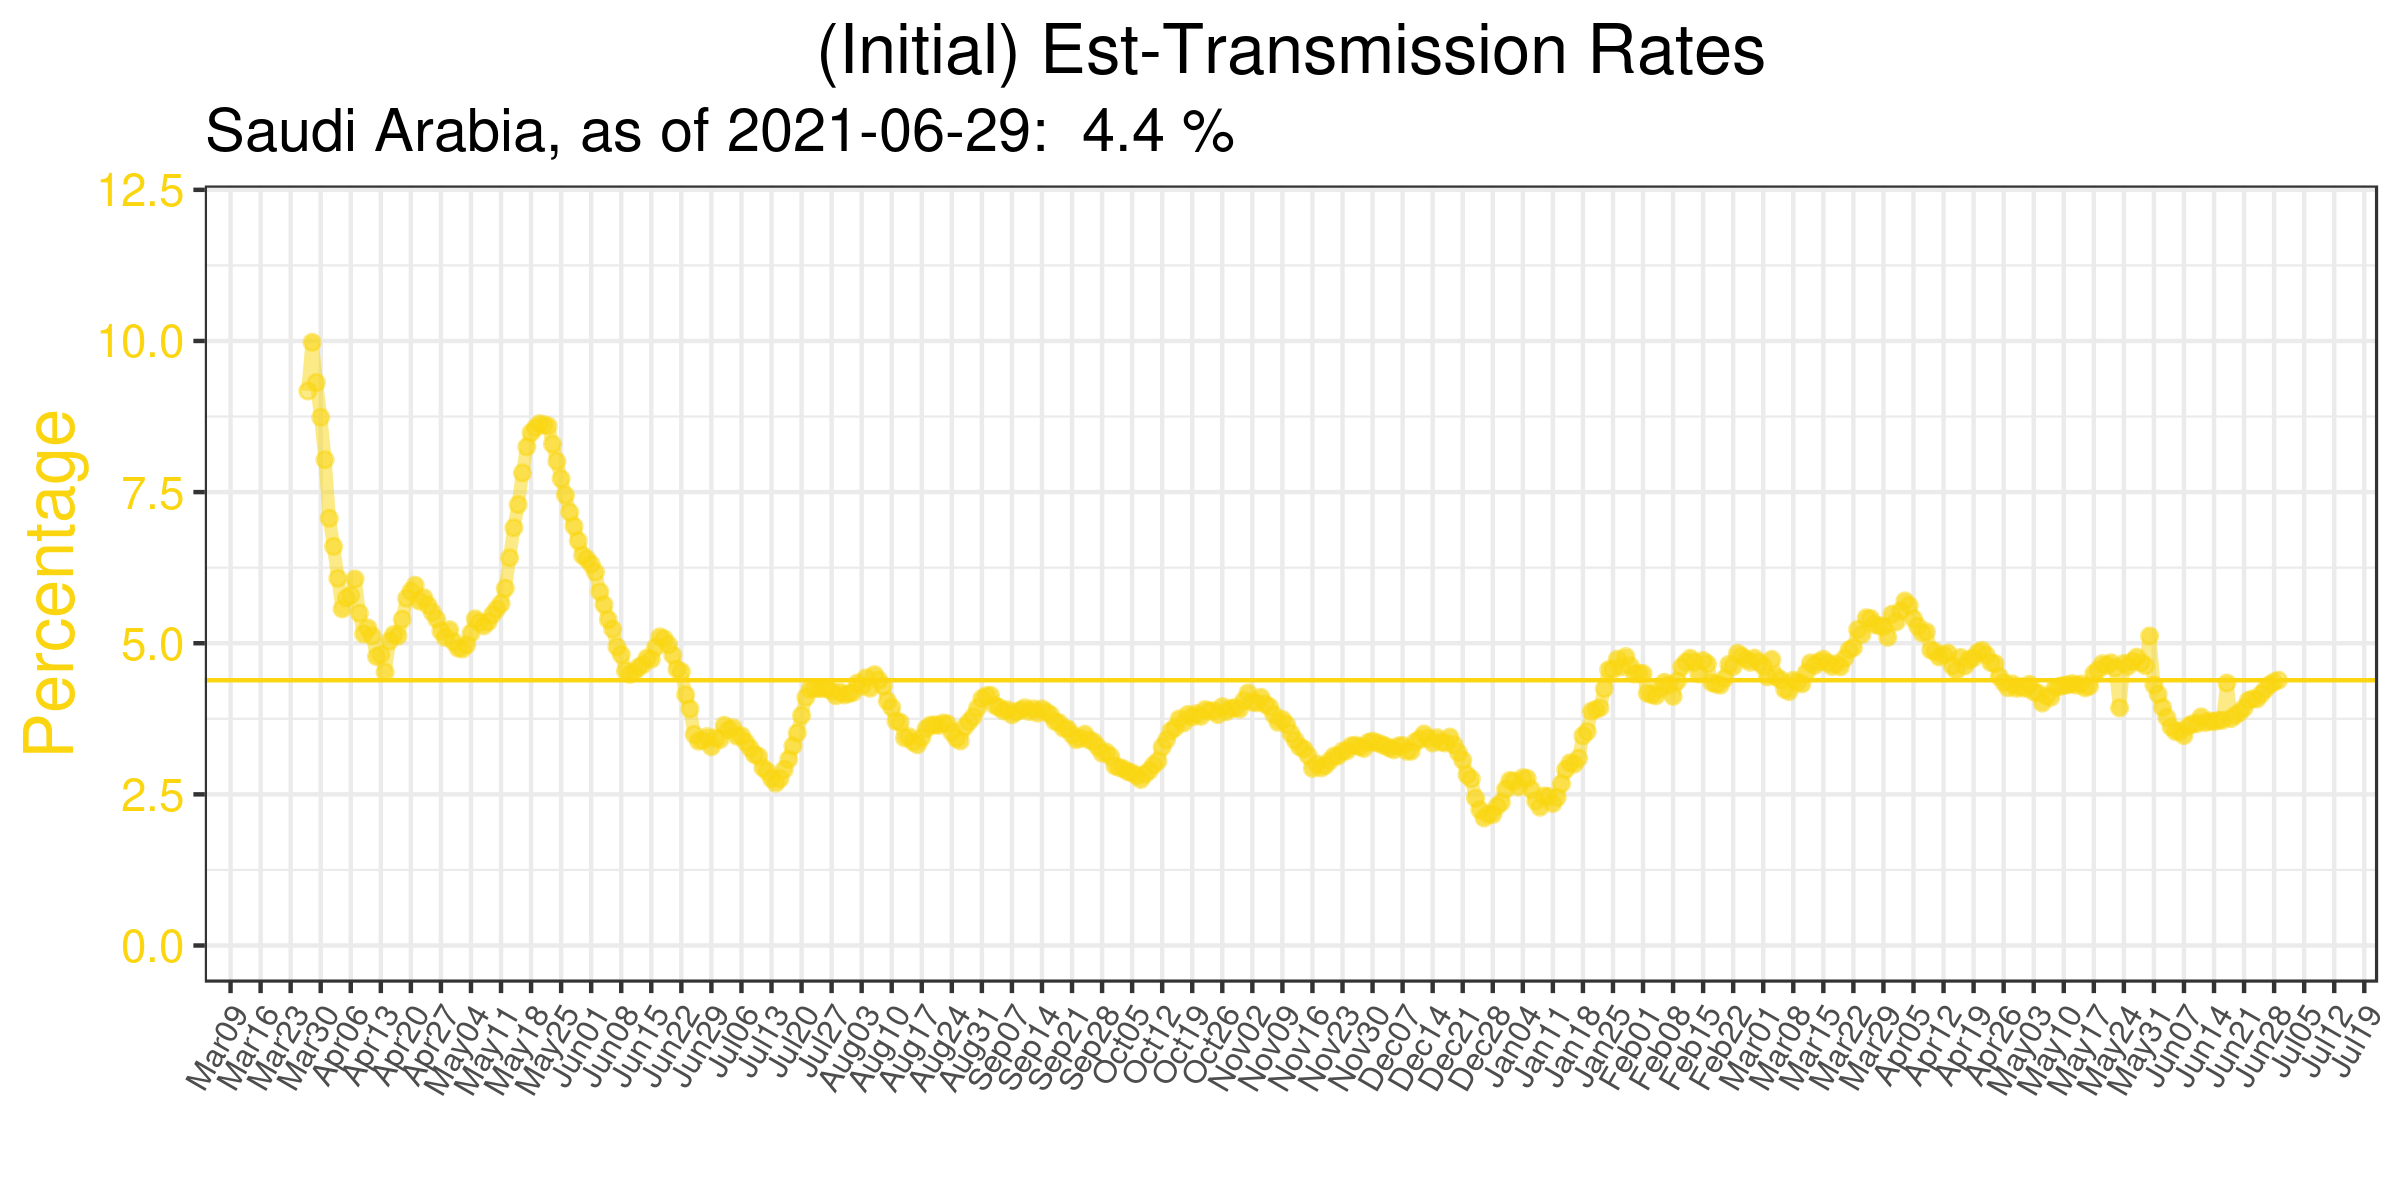 (Initial) Est-Transmission Rates
Saudi Arabia, as of 2021-06-29:  4.4 %
Percentage
12.5
10.0
7.5
5.0
2.5
0.0
Mar09
Mar16
Mar23
Mar30
Apr06
Apr13
Apr20
Apr27
May04
May11
May18
May25
Jun01
Jun08
Jun15
Jun22
Jun29
Jul06
Jul13
Jul20
Jul27
Aug03
Aug10
Aug17
Aug24
Aug31
Sep07
Sep14
Sep21
Sep28
Oct05
Oct12
Oct19
Oct26
Nov02
Nov09
Nov16
Nov23
Nov30
Dec07
Dec14
Dec21
Dec28
Jan04
Jan11
Jan18
Jan25
Feb01
Feb08
Feb15
Feb22
Mar01
Mar08
Mar15
Mar22
Mar29
Apr05
Apr12
Apr19
Apr26
May03
May10
May17
May24
May31
Jun07
Jun14
Jun21
Jun28
Jul05
Jul12
Jul19